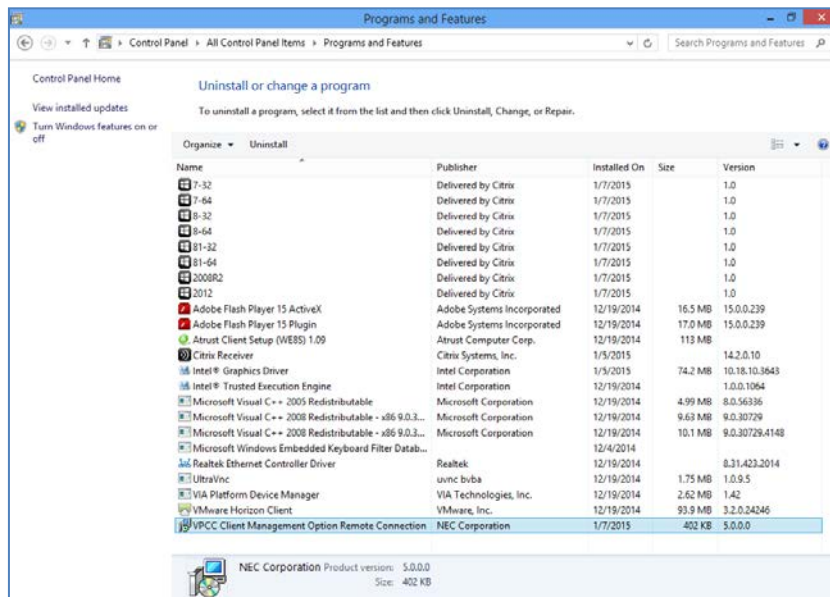 Programs and Features
Control Panel ▸ All Control Panel Items ▸ Programs and Features
Search Programs and Features
Control Panel Home
View installed updates
Turn Windows features on or off
Uninstall or change a program
To uninstall a program, select it from the list and then click Uninstall, Change, or Repair.
Organize Uninstall
Name Publisher Installed On Size Version
7-32 Delivered by Citrix 1/7/2015 1.0
7-64 Delivered by Citrix 1/7/2015 1.0
8-32 Delivered by Citrix 1/7/2015 1.0
8-64 Delivered by Citrix 1/7/2015 1.0
81-32 Delivered by Citrix 1/7/2015 1.0
81-64 Delivered by Citrix 1/7/2015 1.0
2008R2 Delivered by Citrix 1/7/2015 1.0
2012 Delivered by Citrix 1/7/2015 1.0
Adobe Flash Player 15 ActiveX Adobe Systems Incorporated 12/19/2014 16.5 MB 15.0.0.239
Adobe Flash Player 15 Plugin Adobe Systems Incorporated 12/19/2014 17.0 MB 15.0.0.239
Atrust Client Setup (WE8S) 1.09 Atrust Computer Corp. 12/19/2014 113 MB
Citrix Receiver Citrix Systems, Inc. 1/5/2015 14.2.0.10
Intel® Graphics Driver Intel Corporation 1/5/2015 74.2 MB 10.18.10.3643
Intel® Trusted Execution Engine Intel Corporation 12/19/2014 1.0.0.1064
Microsoft Visual C++ 2005 Redistributable Microsoft Corporation 12/19/2014 4.99 MB 8.0.56336
Microsoft Visual C++ 2008 Redistributable - x86 9.0.3... Microsoft Corporation 12/19/2014 9.63 MB 9.0.30729
Microsoft Visual C++ 2008 Redistributable - x86 9.0.3... Microsoft Corporation 12/19/2014 10.1 MB 9.0.30729.4148
Microsoft Windows Embedded Keyboard Filter Datab... 12/4/2014
Realtek Ethernet Controller Driver Realtek 12/19/2014 8.31.423.2014
UltraVnc uvnc bvba 12/19/2014 1.75 MB 1.0.9.5
VIA Platform Device Manager VIA Technologies, Inc. 12/19/2014 2.62 MB 1.42
VMware Horizon Client VMware, Inc. 12/19/2014 93.9 MB 3.2.0.24246
VPCC Client Management Option Remote Connection NEC Corporation 1/7/2015 402 KB 5.0.0.0
NEC Corporation Product version: 5.0.0.0
Size: 402 KB